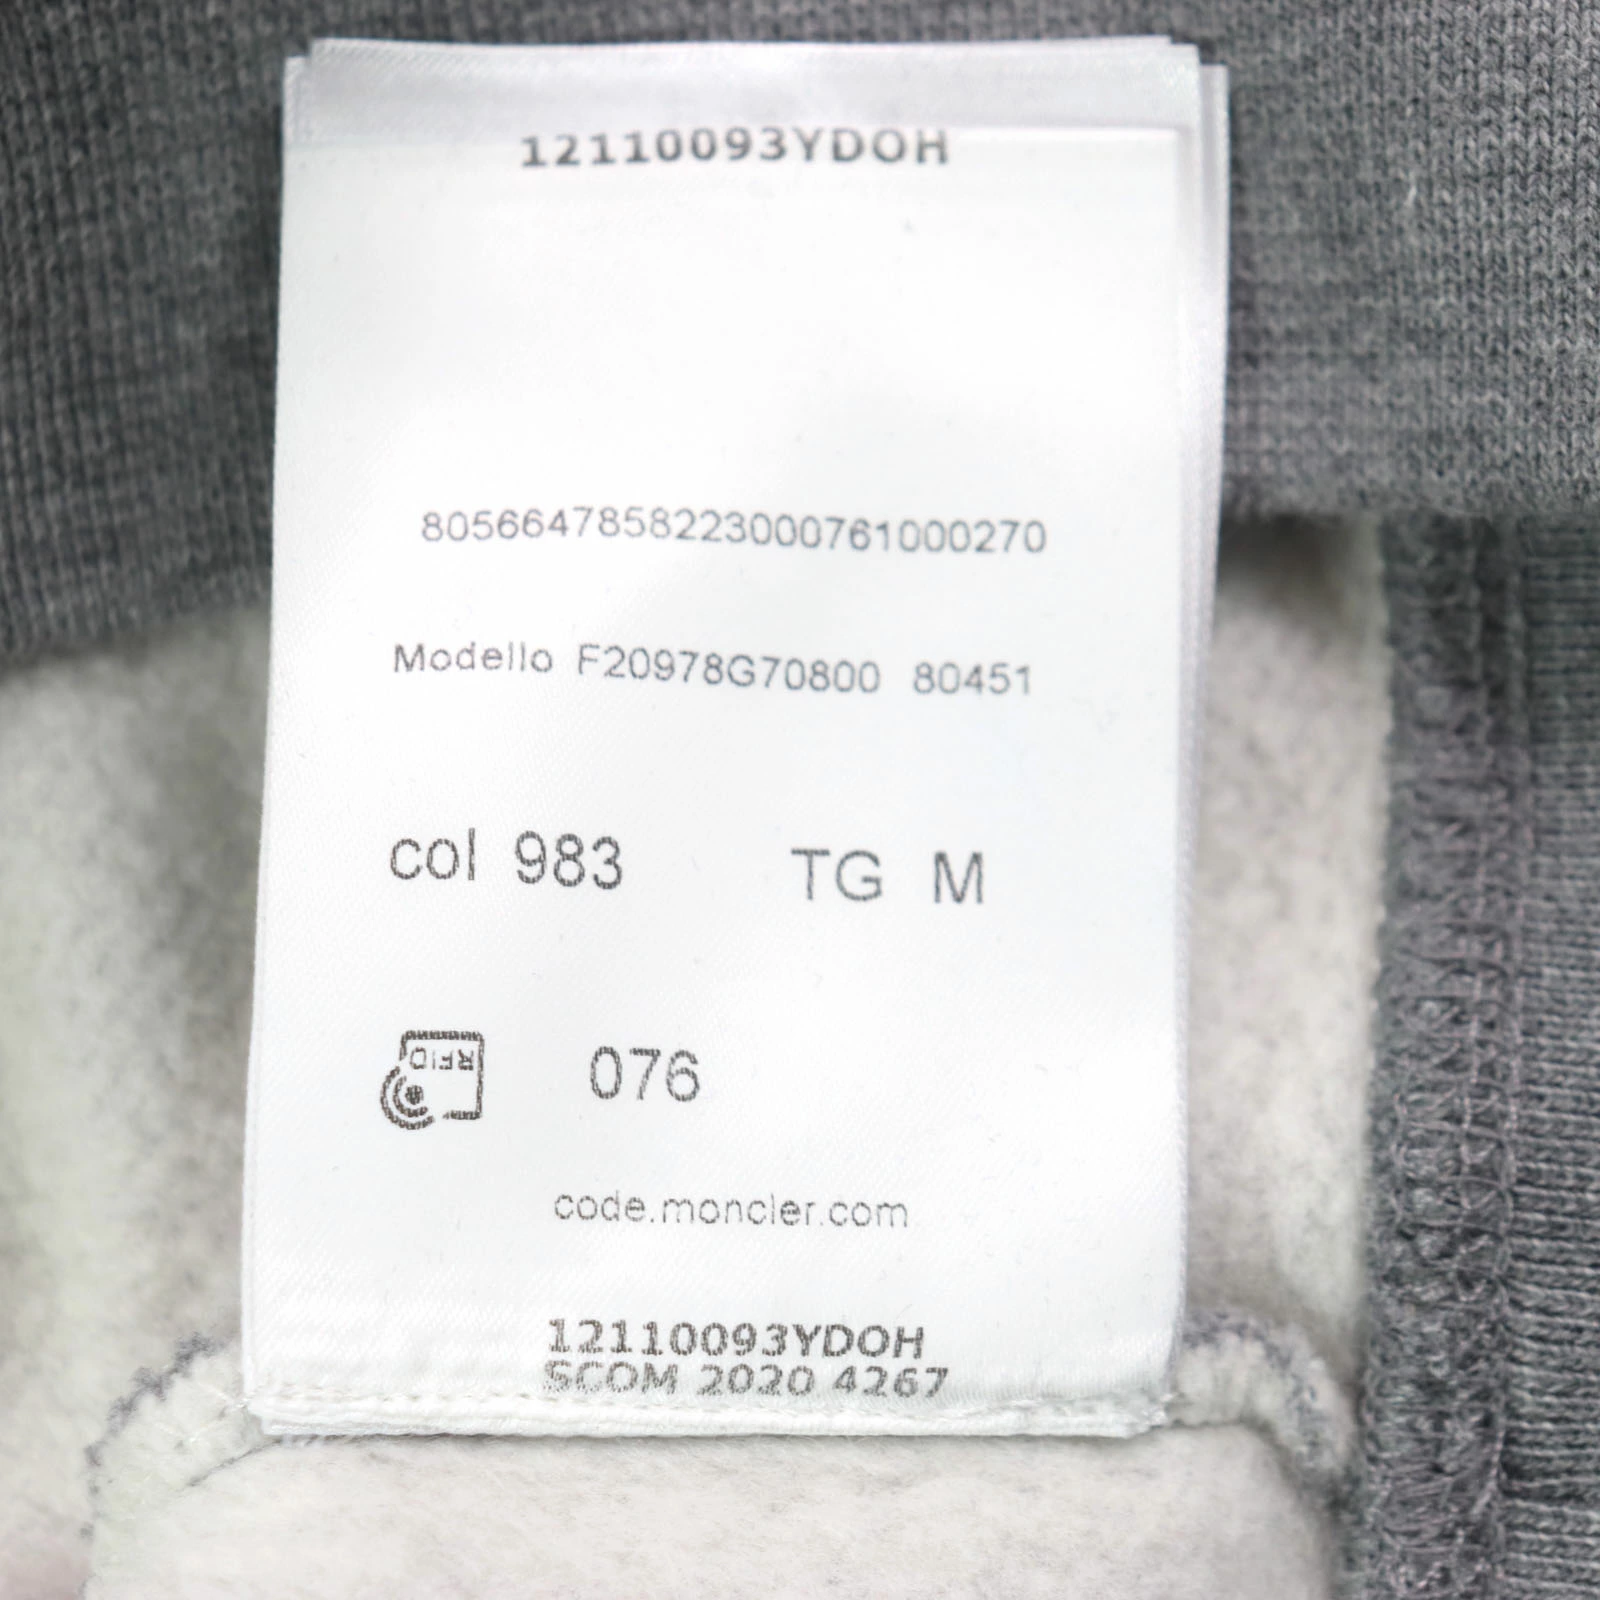 12110093YDOH
8056647858223000761000270
Modello F20978G70800 80451
col 983 TG M
RFID 076
code.moncler.com
12110093YDOH
SCOM 2020 4267